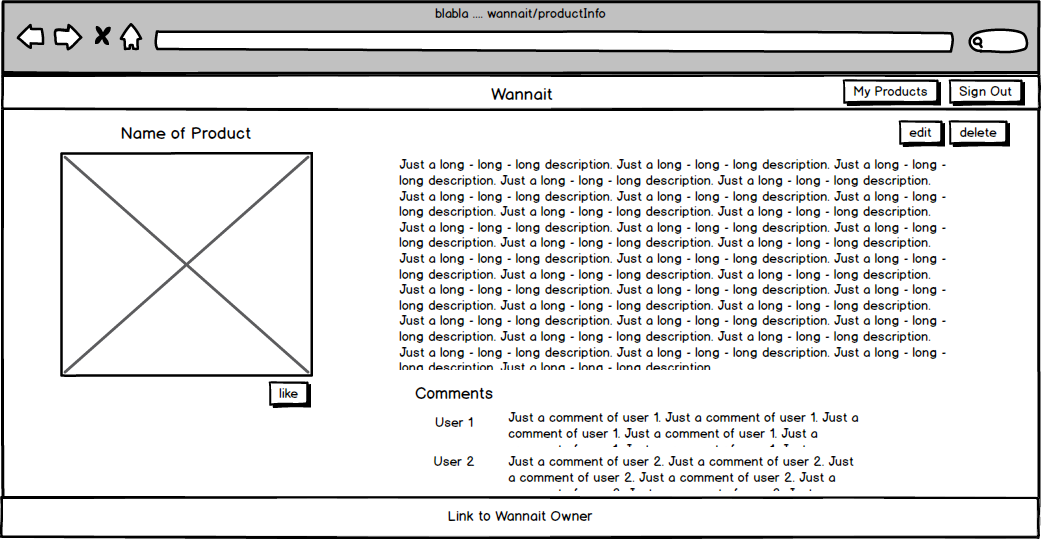 blabla .... wannait/productInfo
Wannait
My Products
Sign Out
Name of Product
edit
delete
Just a long - long - long description. Just a long - long - long description. Just a long - long -
long description. Just a long - long - long description. Just a long - long - long description.
Just a long - long - long description. Just a long - long - long description. Just a long - long -
long description. Just a long - long - long description. Just a long - long - long description.
Just a long - long - long description. Just a long - long - long description. Just a long - long -
long description. Just a long - long - long description. Just a long - long - long description.
Just a long - long - long description. Just a long - long - long description. Just a long - long -
long description. Just a long - long - long description. Just a long - long - long description.
Just a long - long - long description. Just a long - long - long description. Just a long - long -
long description. Just a long - long - long description. Just a long - long - long description.
Just a long - long - long description. Just a long - long - long description. Just a long - long -
long description. Just a long - long - long description. Just a long - long - long description.
Just a long - long - long description. Just a long - long - long description. Just a long - long -
long description. Just a long - long - long description
like
Comments
User 1
Just a comment of user 1. Just a comment of user 1. Just a
comment of user 1. Just a comment of user 1. Just a
User 2
Just a comment of user 2. Just a comment of user 2. Just
a comment of user 2. Just a comment of user 2. Just a
Link to Wannait Owner